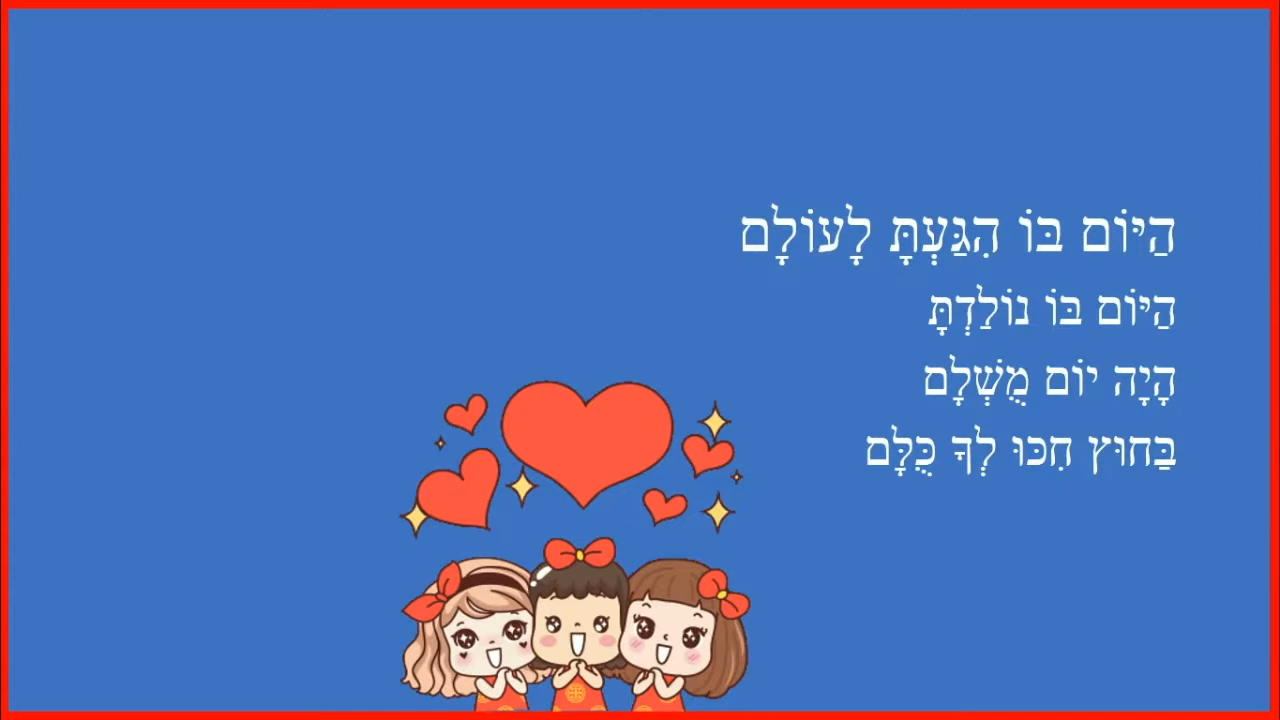 הַיּוֹם בּוֹ הִגַּעְתָּ לָעוֹלָם
הַיּוֹם בּוֹ נוֹלַדְתָּ
הָיָה יוֹם מֻשְׁלָם
בַּחוּץ חִכּוּ לְךָ כֻּלָּם